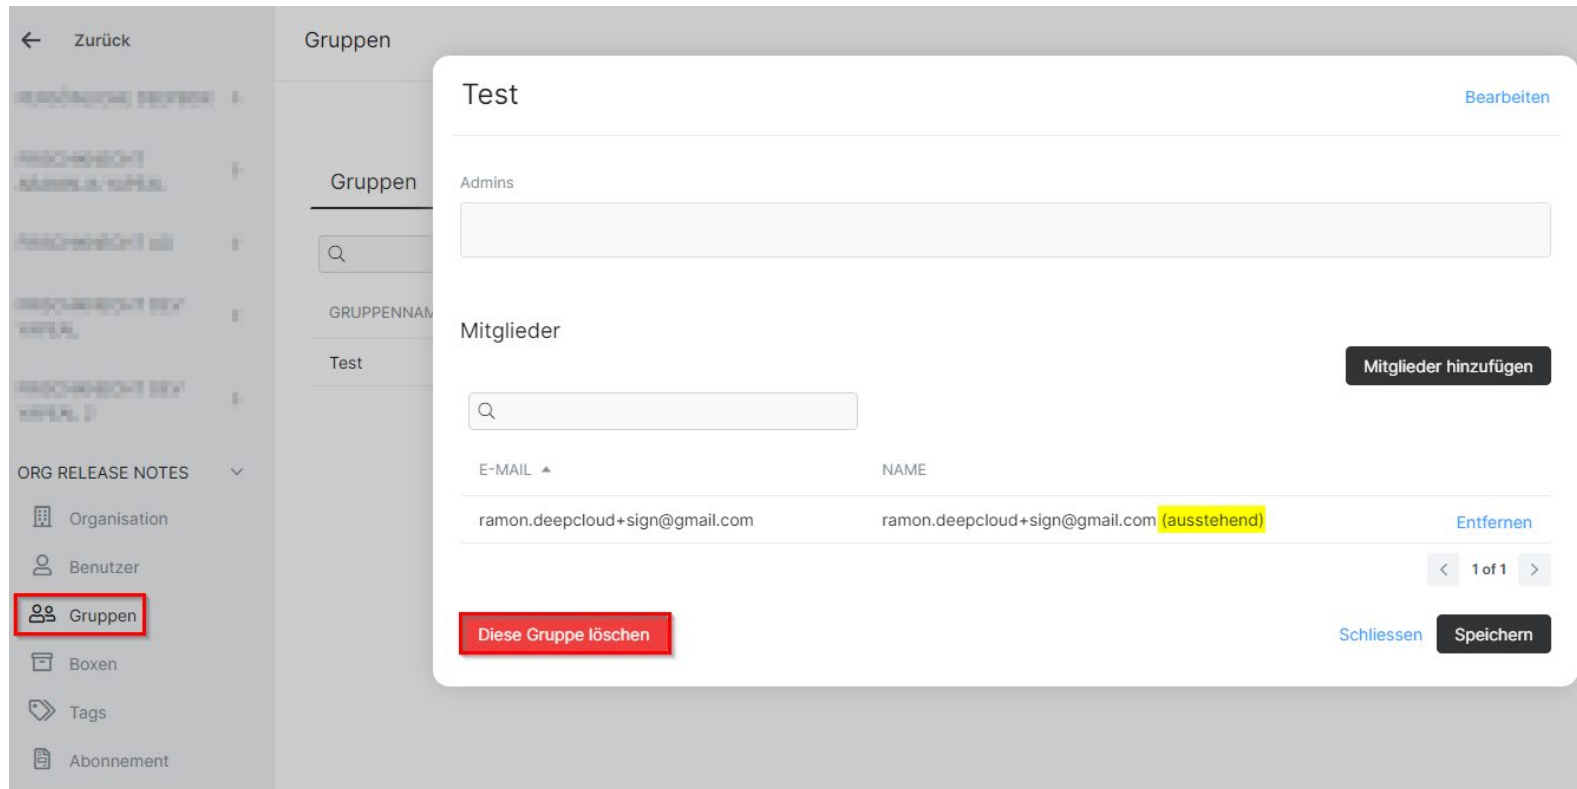 Zurück
ORG RELEASE NOTES
Organisation
Benutzer
Gruppen
Boxen
Tags
Abonnement
Gruppen
Gruppen
GRUPPENNAM
Test
Test
Bearbeiten
Admins
Mitglieder
Mitglieder hinzufügen
E-MAIL NAME
ramon.deepcloud+sign@gmail.com ramon.deepcloud+sign@gmail.com (ausstehend) Entfernen
1 of 1
Diese Gruppe löschen Schliessen Speichern